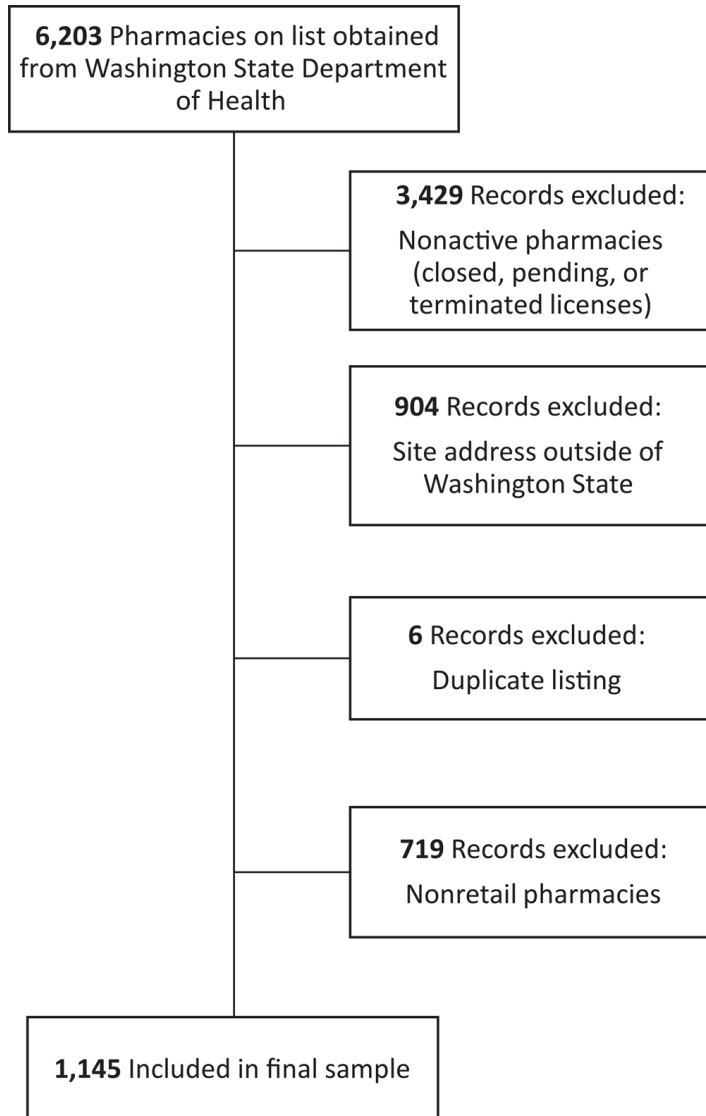 6,203 Pharmacies on list obtained
from Washington State Department
of Health
3,429 Records excluded:
Nonactive pharmacies
(closed, pending, or
terminated licenses)
904 Records excluded:
Site address outside of
Washington State
6 Records excluded:
Duplicate listing
719 Records excluded:
Nonretail pharmacies
1,145 Included in final sample